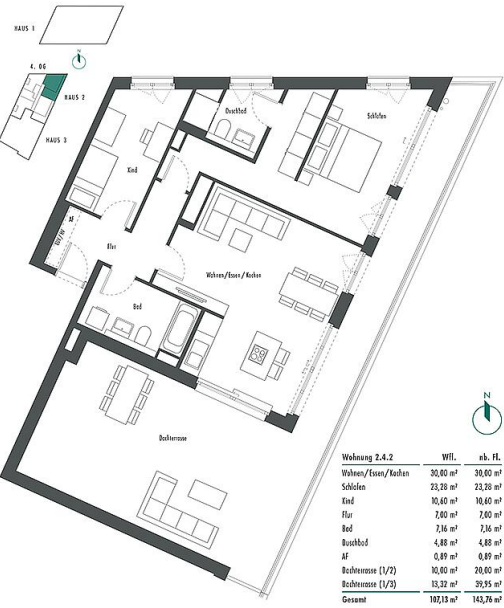 HAUS 1
N
4. OG
HAUS 2
HAUS 3
Duschbad
Schlafen
Kind
AF
Flur
Wohnen/Essen/Kochen
Bad
Dachterrasse
N
Wohnung 2.4.2 Wfl. nb. Fl.
Wohnen/Essen/Kochen 30,00 m² 30,00 m²
Schlafen 23,28 m² 23,28 m²
Kind 10,60 m² 10,60 m²
Flur 7,00 m² 7,00 m²
Bad 7,16 m² 7,16 m²
Duschbad 4,88 m² 4,88 m²
AF 0,89 m² 0,89 m²
Dachterrasse (1/2) 10,00 m² 20,00 m²
Dachterrasse (1/3) 13,32 m² 39,95 m²
Gesamt 107,13 m² 143,76 m²